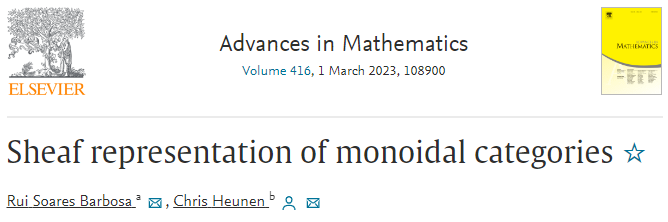 Advances in Mathematics
Volume 416, 1 March 2023, 108900
ELSEVIER
MATHEMATICS
Sheaf representation of monoidal categories
Rui Soares Barbosa a, Chris Heunen b